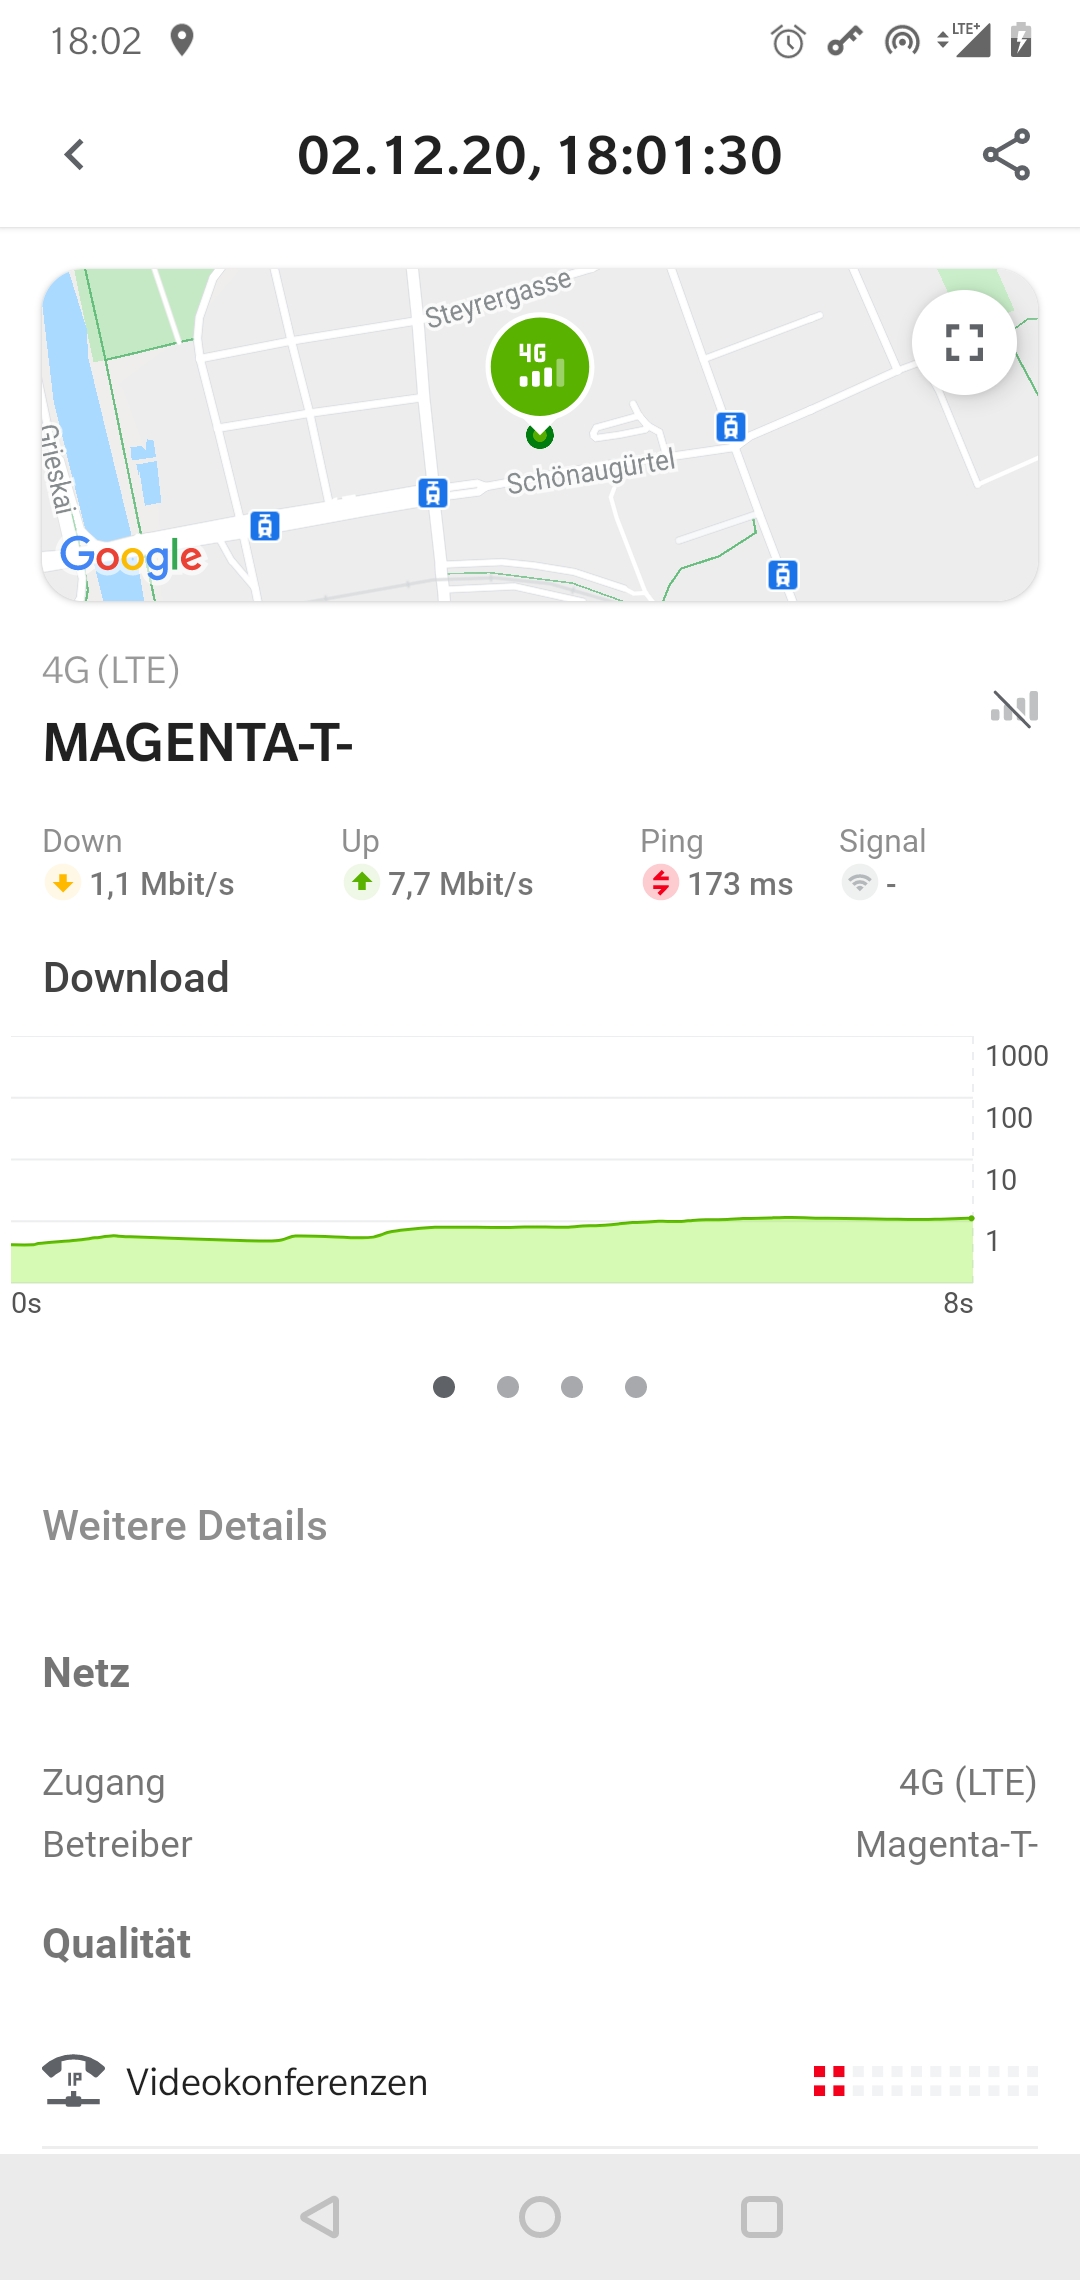 18:02
LTE+
02.12.20, 18:01:30
Steyrergasse
4G
Schönaugürtel
Grieskai
Google
4G (LTE)
MAGENTA-T-
Down Up Ping Signal
1,1 Mbit/s 7,7 Mbit/s 173 ms -
Download
1000
100
10
1
0s 8s
Weitere Details
Netz
Zugang 4G (LTE)
Betreiber Magenta-T-
Qualität
IP Videokonferenzen